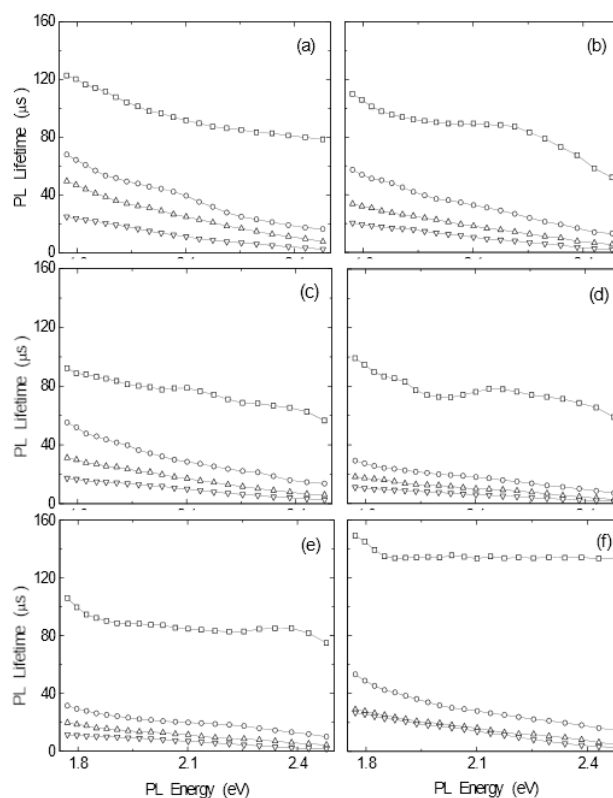 (a)
(b)
160
120
80
40
0
PL Lifetime (μs)
(c)
(d)
160
120
80
40
0
PL Lifetime (μs)
(e)
(f)
160
120
80
40
0
PL Lifetime (μs)
1.8 2.1 2.4
1.8 2.1 2.4
PL Energy (eV)
PL Energy (eV)